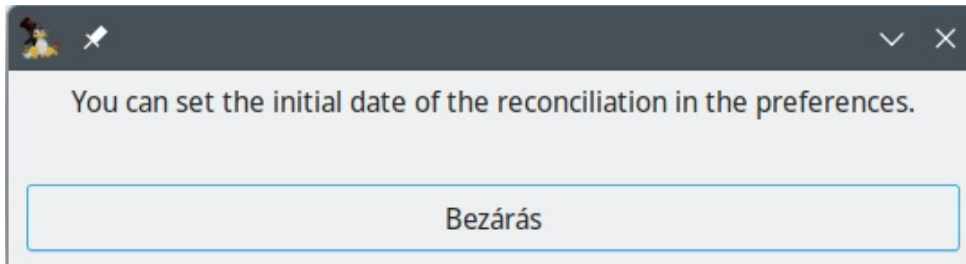 You can set the initial date of the reconciliation in the preferences.
Bezárás